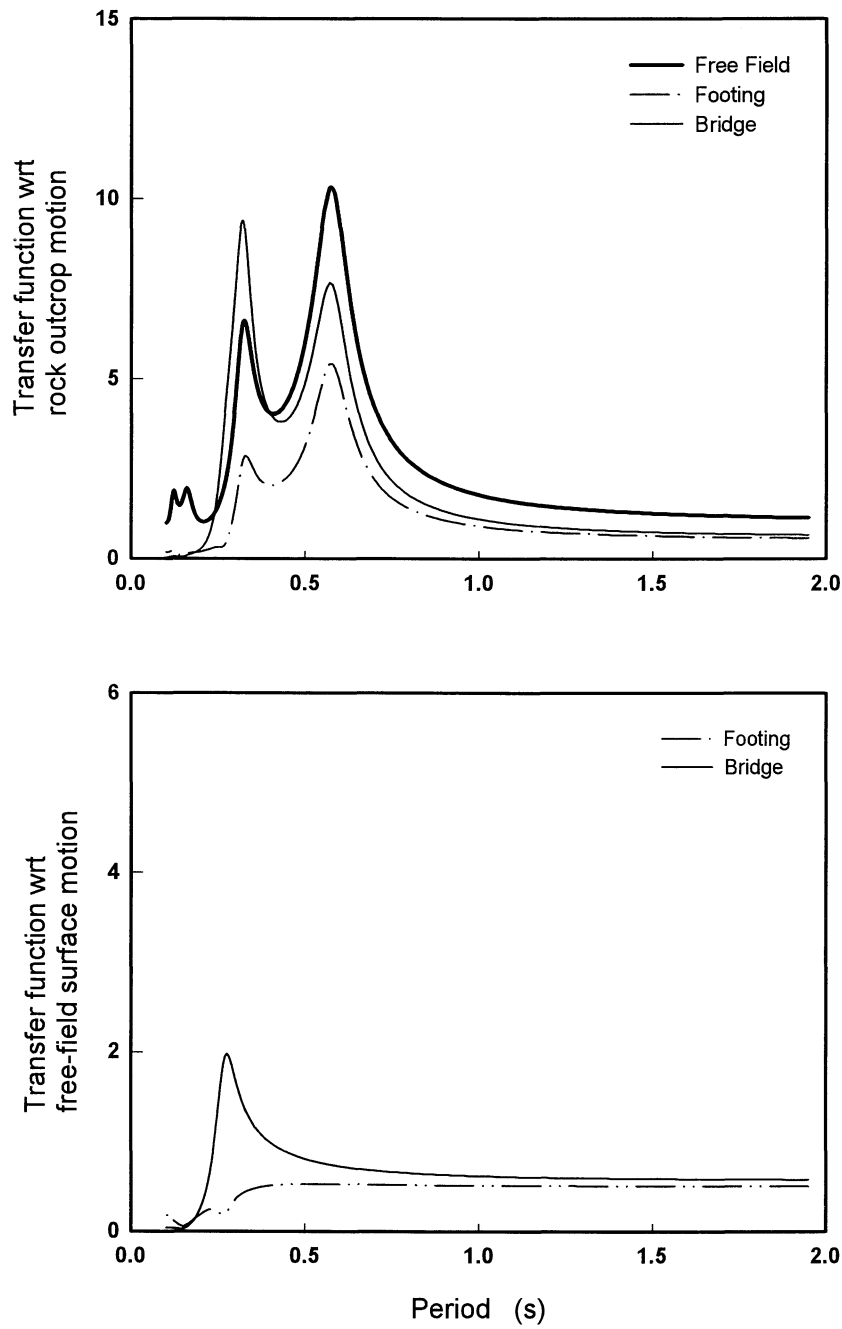 15
Free Field
Footing
Bridge
Transfer function wrt
rock outcrop motion
10
5
0
0.0
0.5
1.0
1.5
2.0
6
Footing
Bridge
Transfer function wrt
free-field surface motion
4
2
0
0.0
0.5
1.0
1.5
2.0
Period (s)